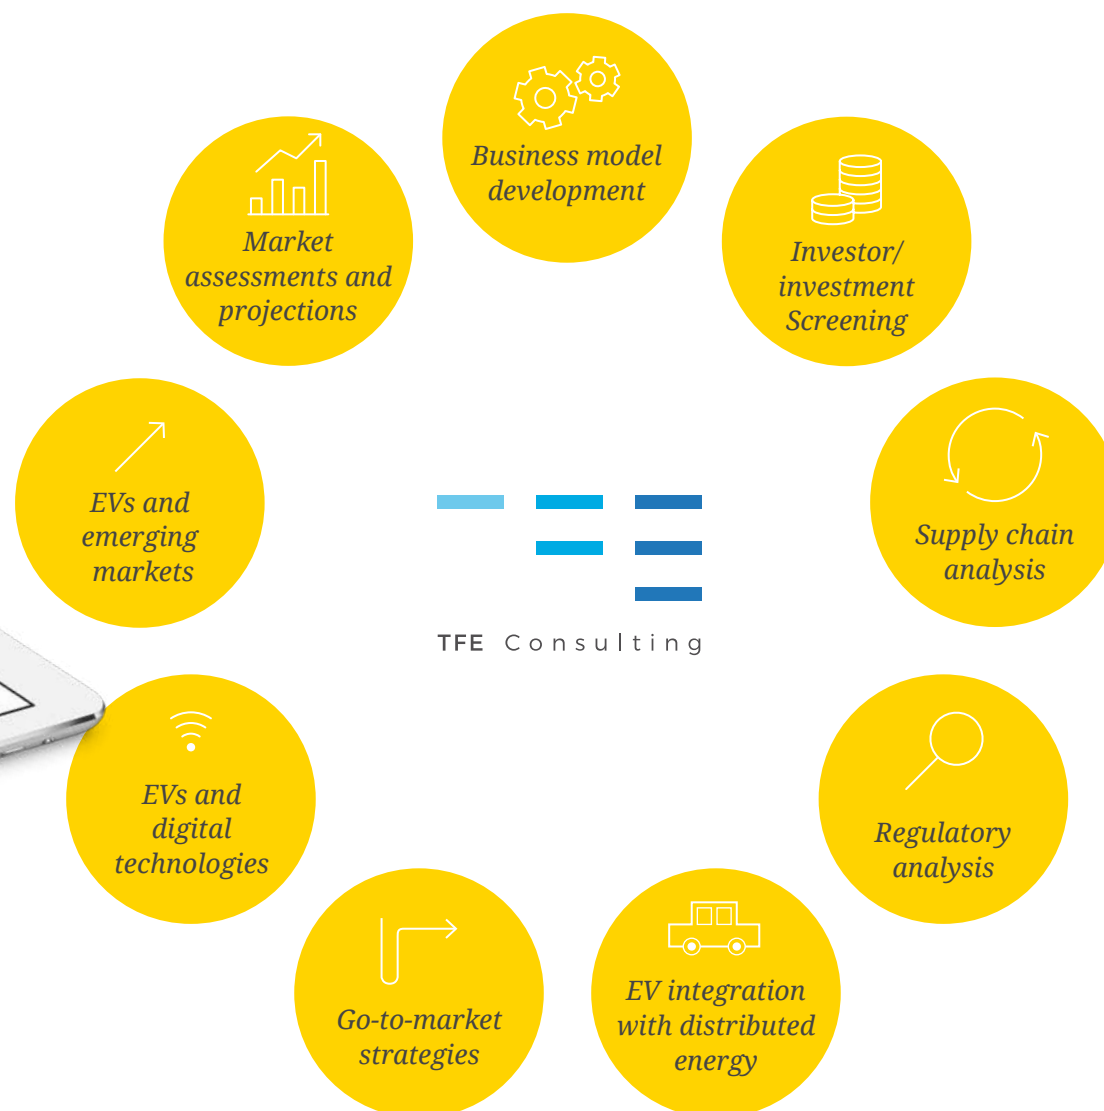 Business model
development
Market
assessments and
projections
Investor/
investment
Screening
EVs and
emerging
markets
Supply chain
analysis
TFE Consulting
EVs and
digital
technologies
Regulatory
analysis
Go-to-market
strategies
EV integration
with distributed
energy